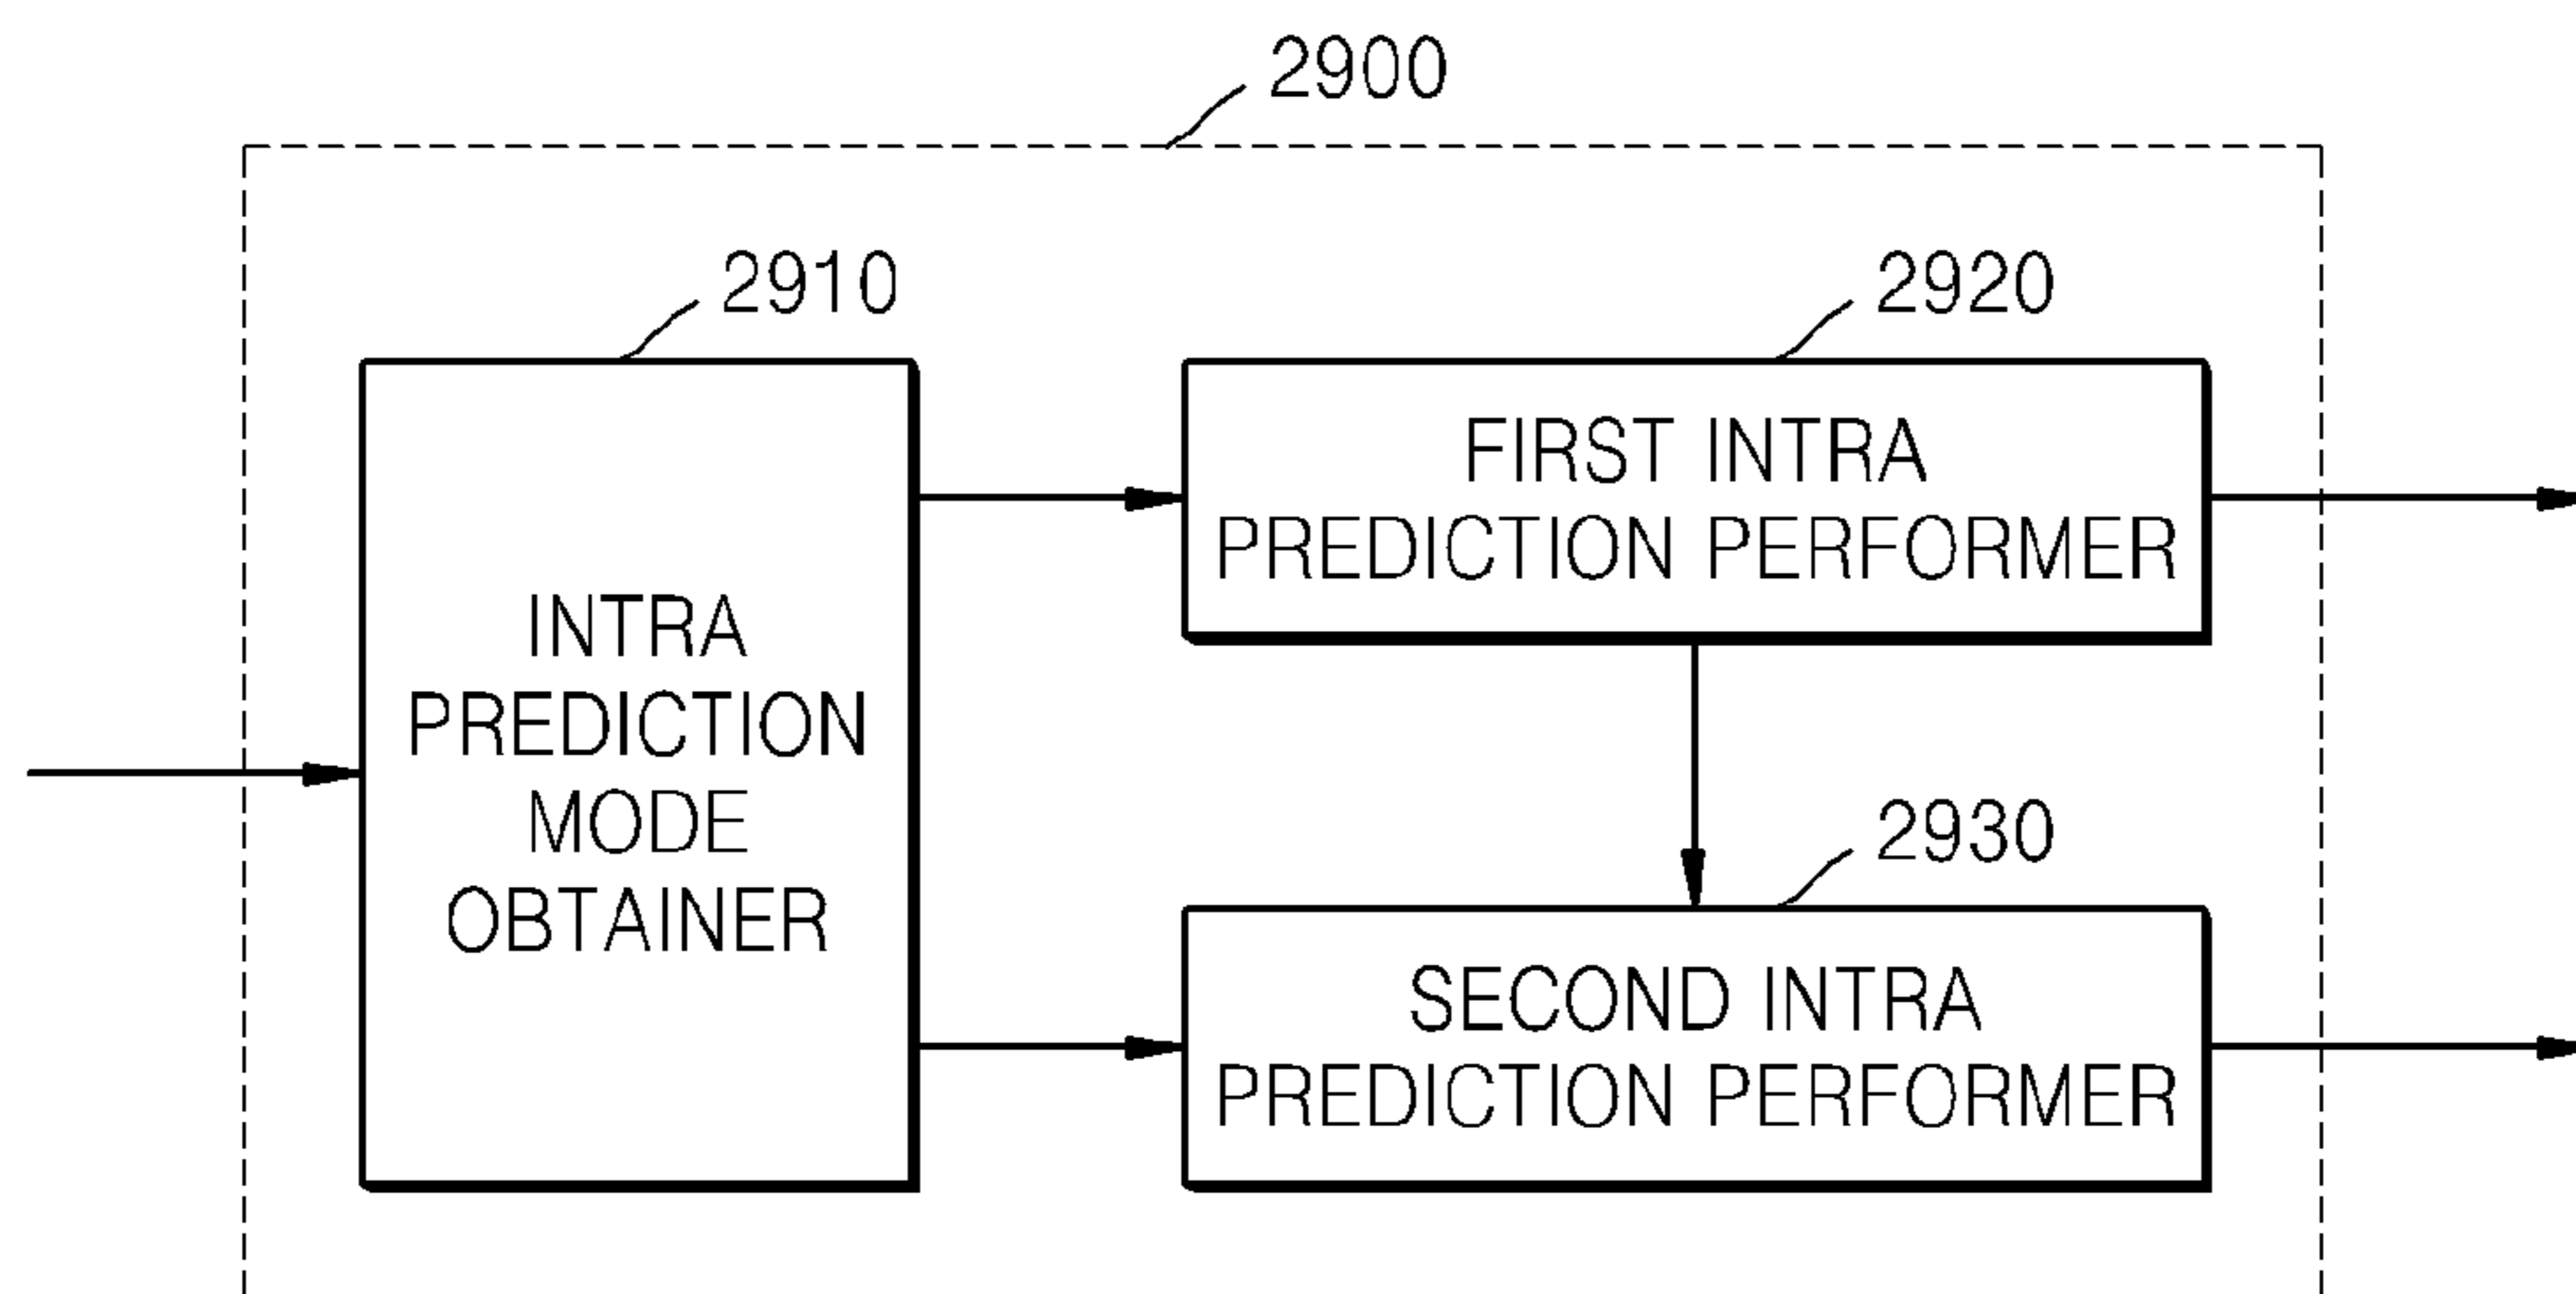 2900
2910
2920
FIRST INTRA
PREDICTION PERFORMER
INTRA
PREDICTION
MODE
OBTAINER
2930
SECOND INTRA
PREDICTION PERFORMER